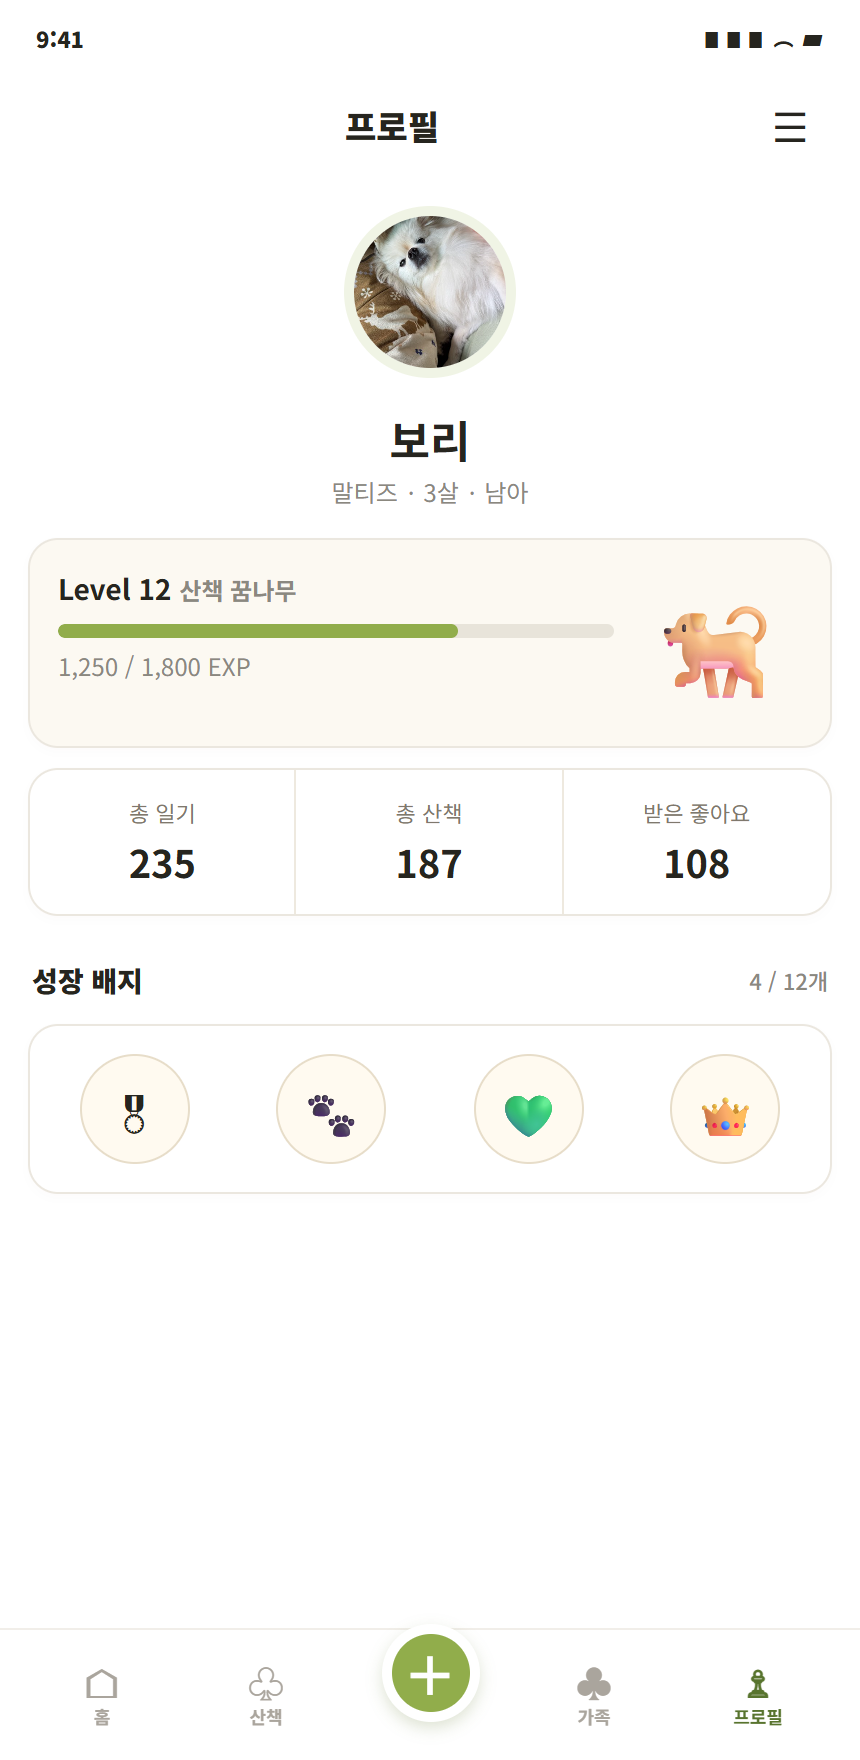 9:41
프로필
보리
말티즈 · 3살 · 남아
Level 12 산책 꿈나무
1,250 / 1,800 EXP
총 일기
총 산책
받은 좋아요
235
187
108
성장 배지
4 / 12개
홈
산책
가족
프로필